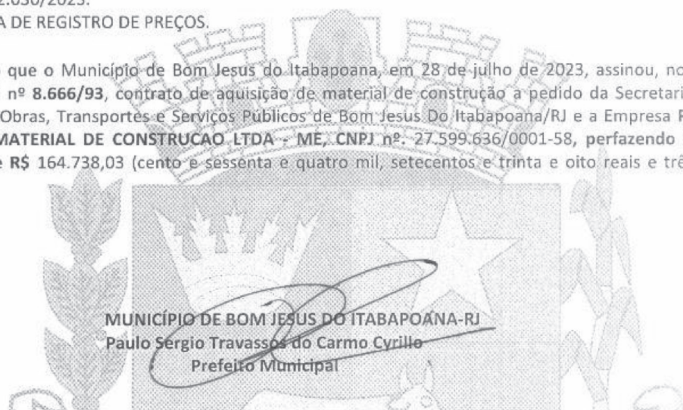 2.030/2023.
A DE REGISTRO DE PREÇOS.
que o Município de Bom Jesus do Itabapoana, em 28 de julho de 2023, assinou, no
nº 8.666/93, contrato de aquisição de material de construção a pedido da Secretari
Obras, Transportes e Serviços Públicos de Bom Jesus Do Itabapoana/RJ e a Empresa R
MATERIAL DE CONSTRUCAO LTDA - ME, CNPJ nº. 27.599.636/0001-58, perfazendo
R$ 164.738,03 (cento e sessenta e quatro mil, setecentos e trinta e oito reais e trê
MUNICÍPIO DE BOM JESUS DO ITABAPOANA-RJ
Paulo Sergio Travassos do Carmo Cyrillo
Prefeito Municipal